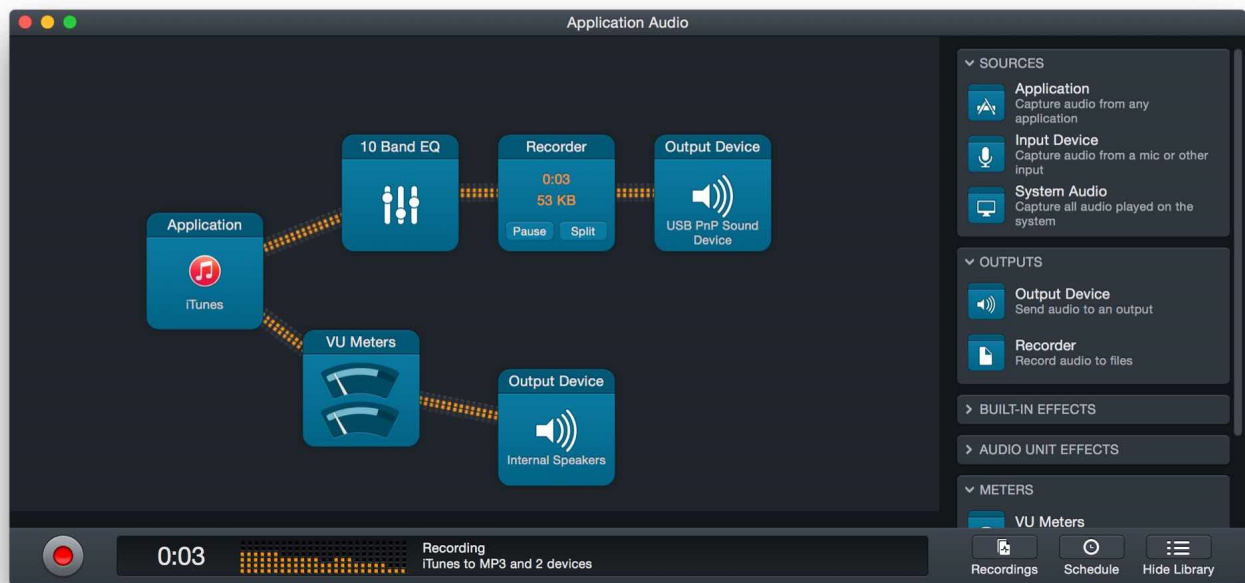 Application Audio
10 Band EQ
Recorder
0:03
53 KB
Pause
Split
Output Device
USB PnP Sound
Device
Application
iTunes
VU Meters
Output Device
Internal Speakers
SOURCES
Application
Capture audio from any
application
Input Device
Capture audio from a mic or other
input
System Audio
Capture all audio played on the
system
OUTPUTS
Output Device
Send audio to an output
Recorder
Record audio to files
BUILT-IN EFFECTS
AUDIO UNIT EFFECTS
METERS
VU Meters
0:03
Recording
iTunes to MP3 and 2 devices
Recordings
Schedule
Hide Library